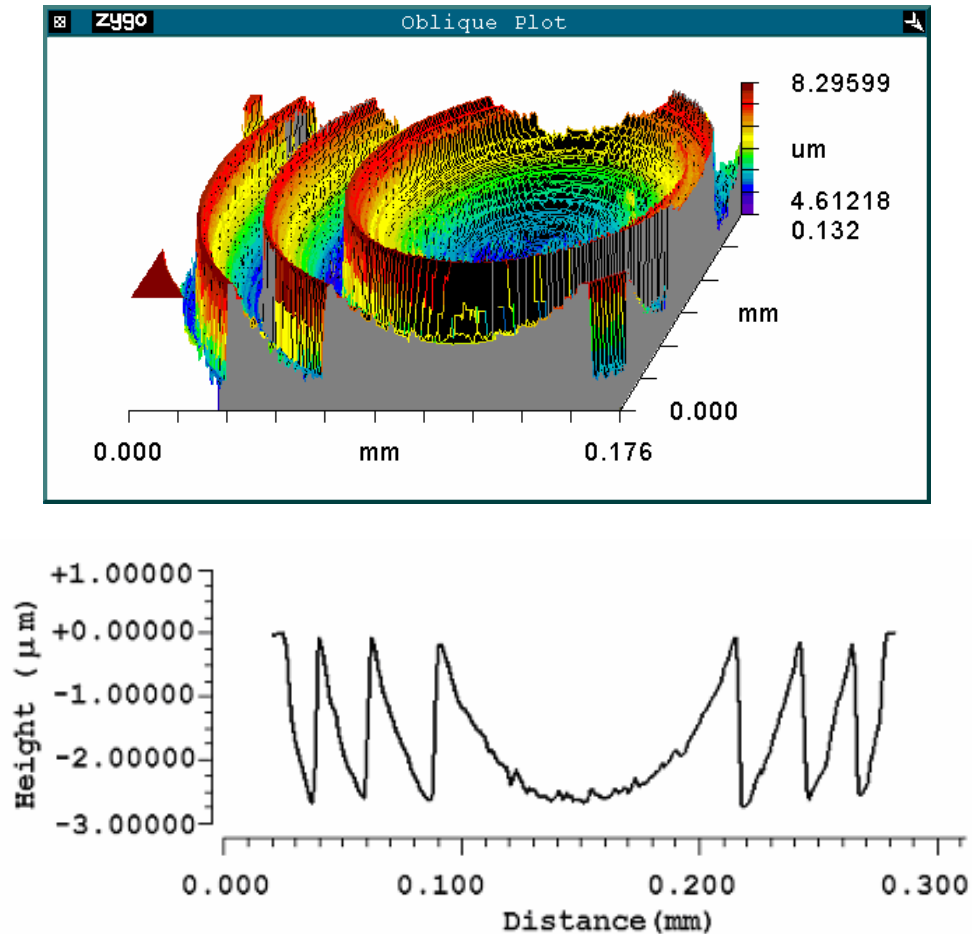 zygo Oblique Plot
8.29599
um
4.61218
0.132
mm
0.000
0.000 mm 0.176
+1.00000
+0.00000
-1.00000
-2.00000
-3.00000
Height (μm)
0.000 0.100 0.200 0.300
Distance(mm)